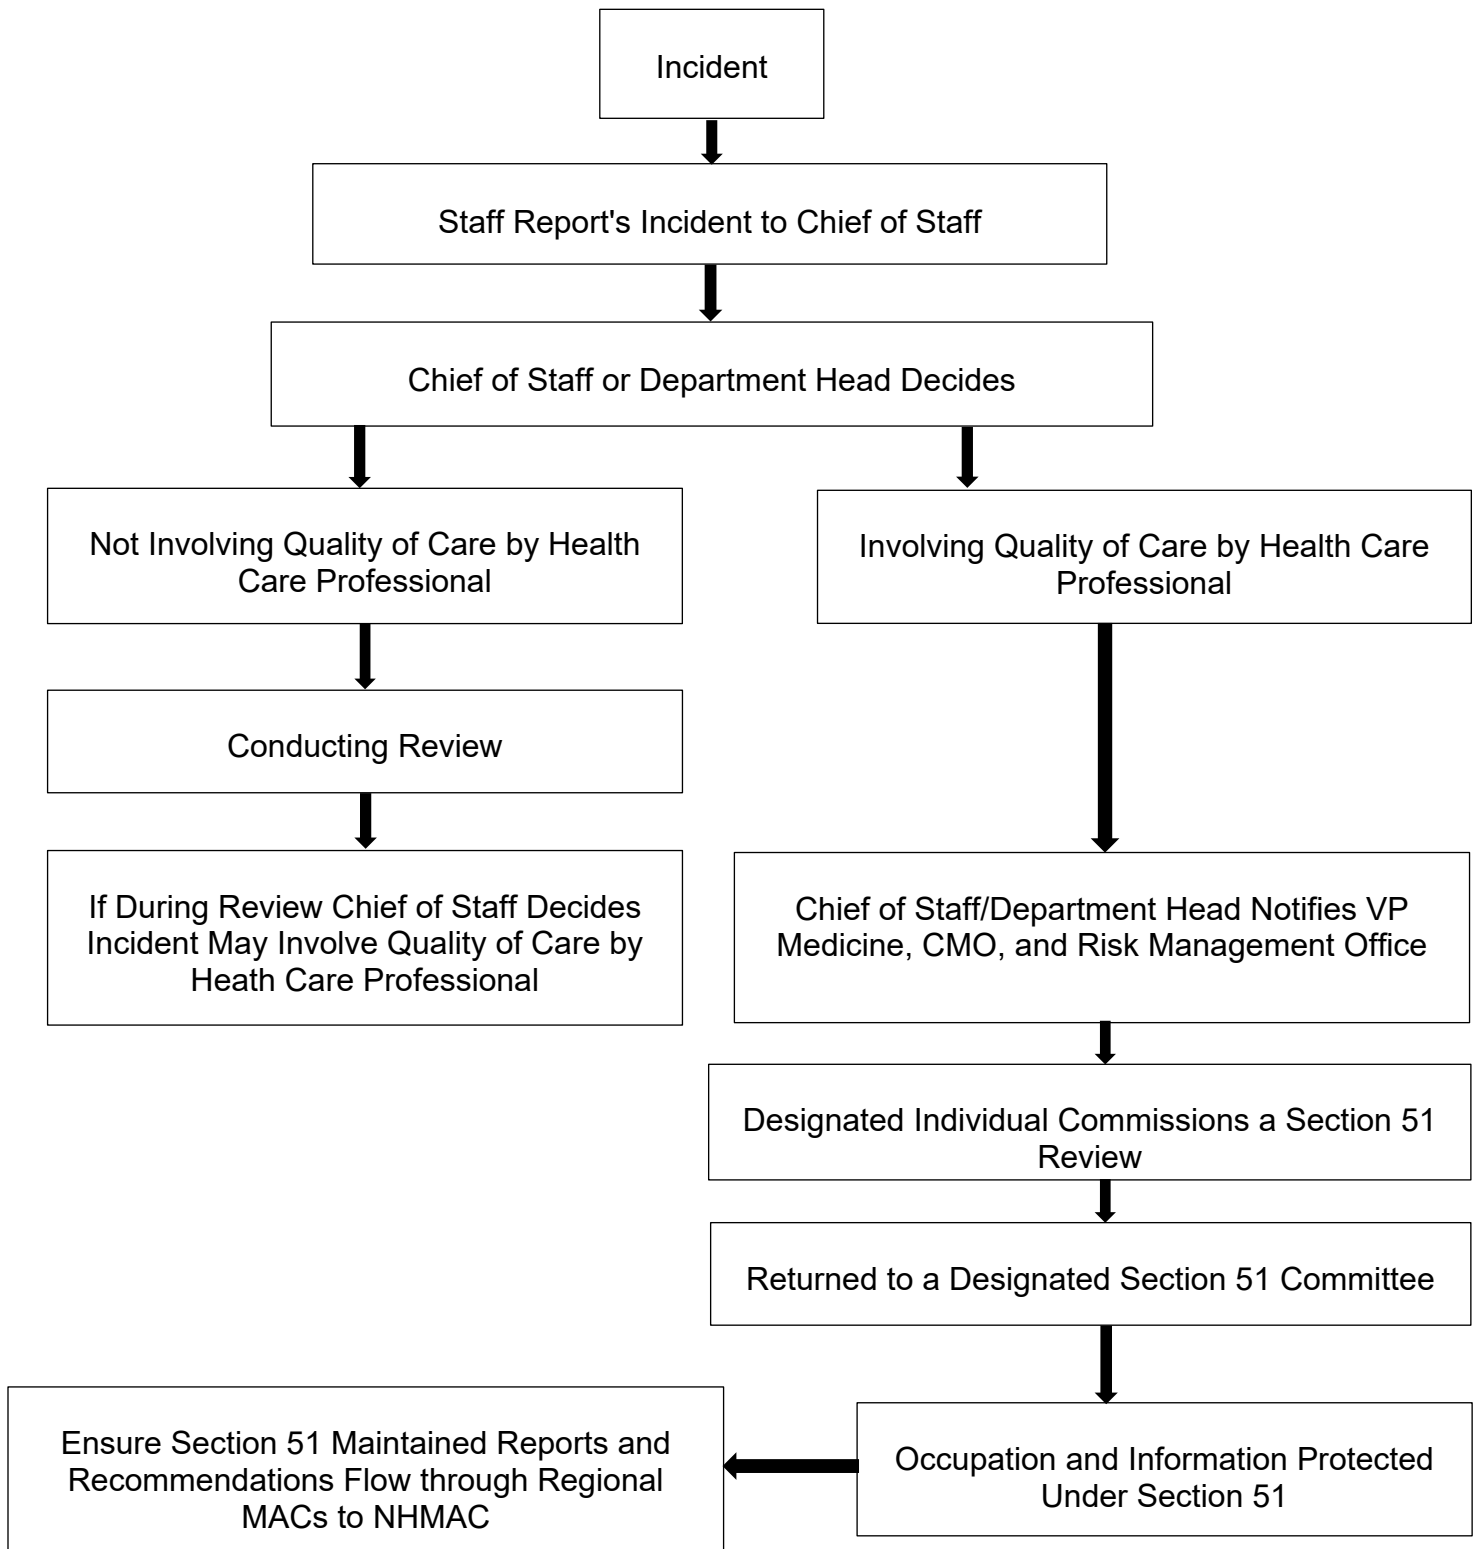 Incident
Staff Report's Incident to Chief of Staff
Chief of Staff or Department Head Decides
Not Involving Quality of Care by Health
Care Professional
Involving Quality of Care by Health Care
Professional
Conducting Review
If During Review Chief of Staff Decides
Incident May Involve Quality of Care by
Heath Care Professional
Chief of Staff/Department Head Notifies VP
Medicine, CMO, and Risk Management Office
Designated Individual Commissions a Section 51
Review
Returned to a Designated Section 51 Committee
Occupation and Information Protected
Under Section 51
Ensure Section 51 Maintained Reports and
Recommendations Flow through Regional
MACs to NHMAC